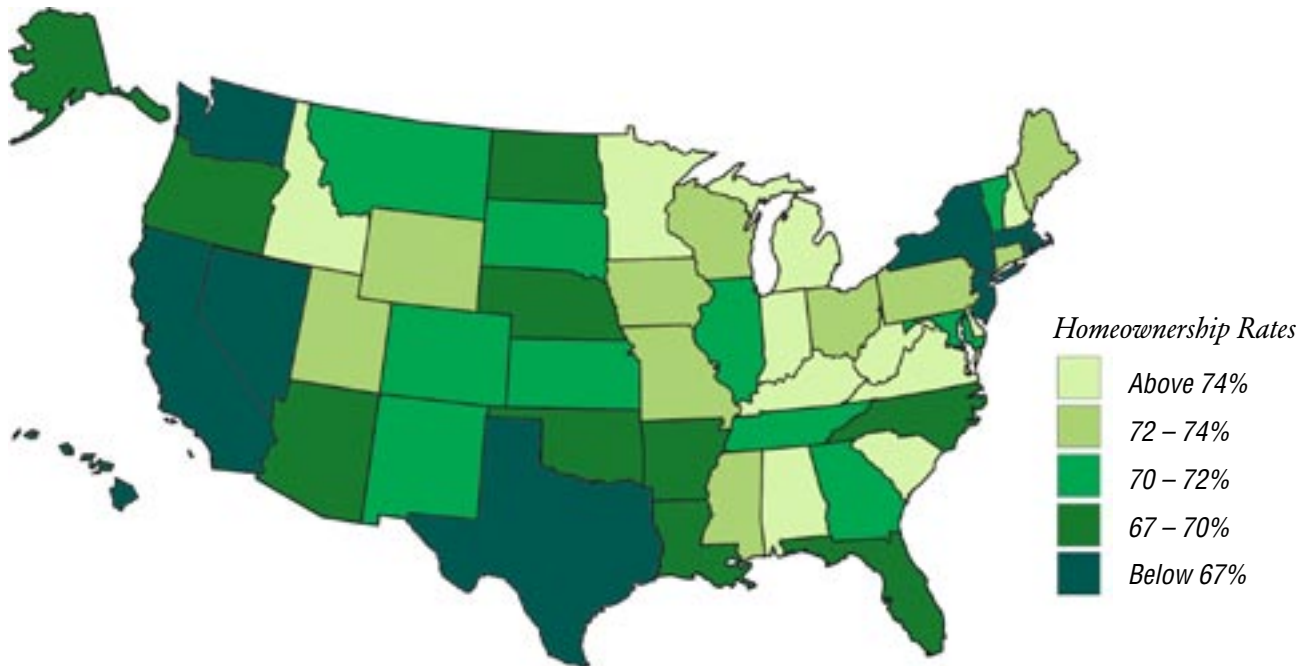 Homeownership Rates
Above 74%
72 – 74%
70 – 72%
67 – 70%
Below 67%